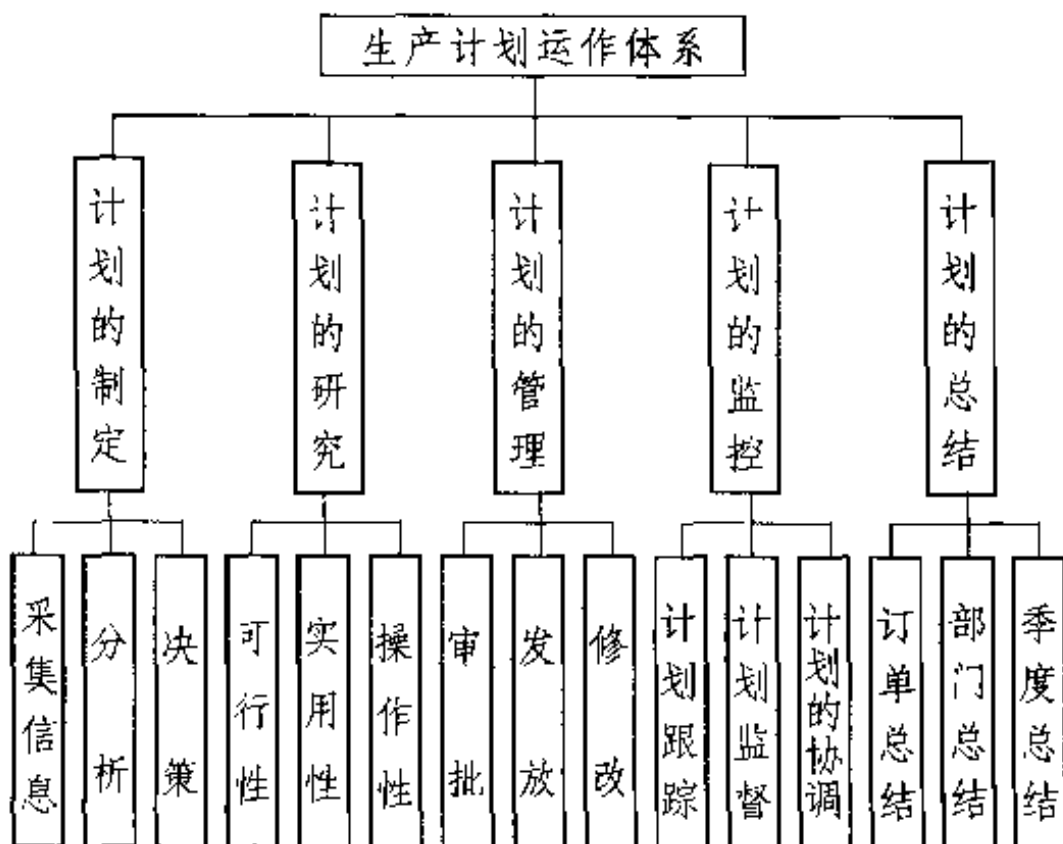 生产计划运作体系
计划的制定
计划的研究
计划的管理
计划的监控
计划的总结
采集信息
分析
决策
可行性
实用性
操作性
审批
发放
修改
计划跟踪
计划监督
计划的协调
订单总结
部门总结
季度总结